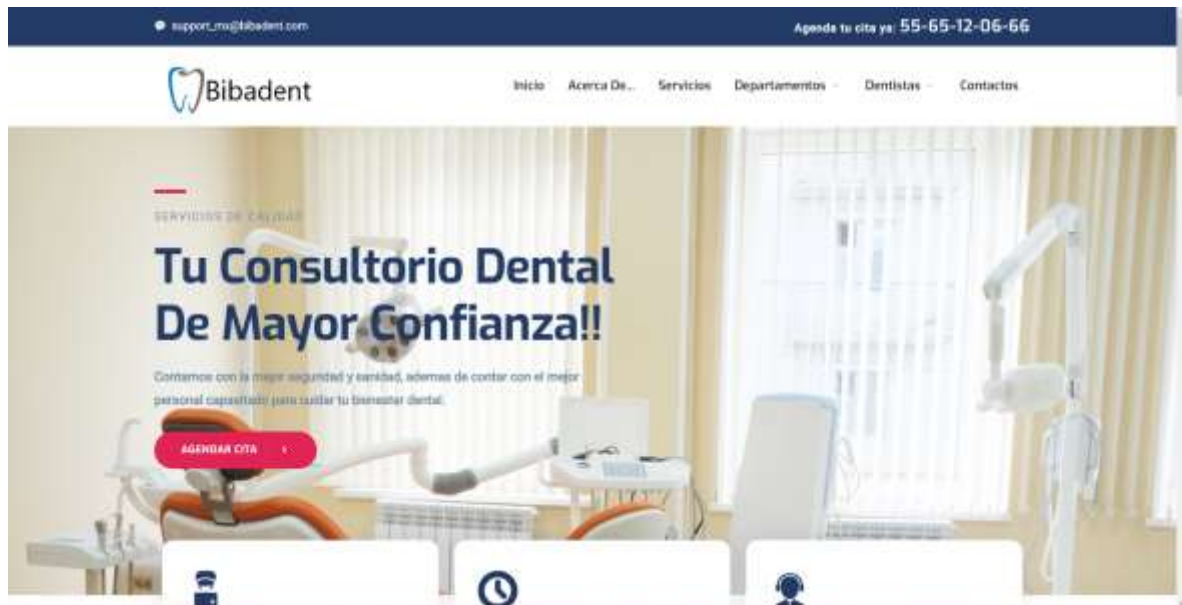 support_mx@bibadent.com
Agenda tu cita ya: 55-65-12-06-66
Bibadent
Inicio Acerca De... Servicios Departamentos Dentistas Contactos
SERVICIOS DE CALIDAD
Tu Consultorio Dental
De Mayor Confianza!!
Contamos con la mejor seguridad y sanidad, ademas de contar con el mejor
personal capacitado para cuidar tu bienestar dental.
AGENDAR CITA